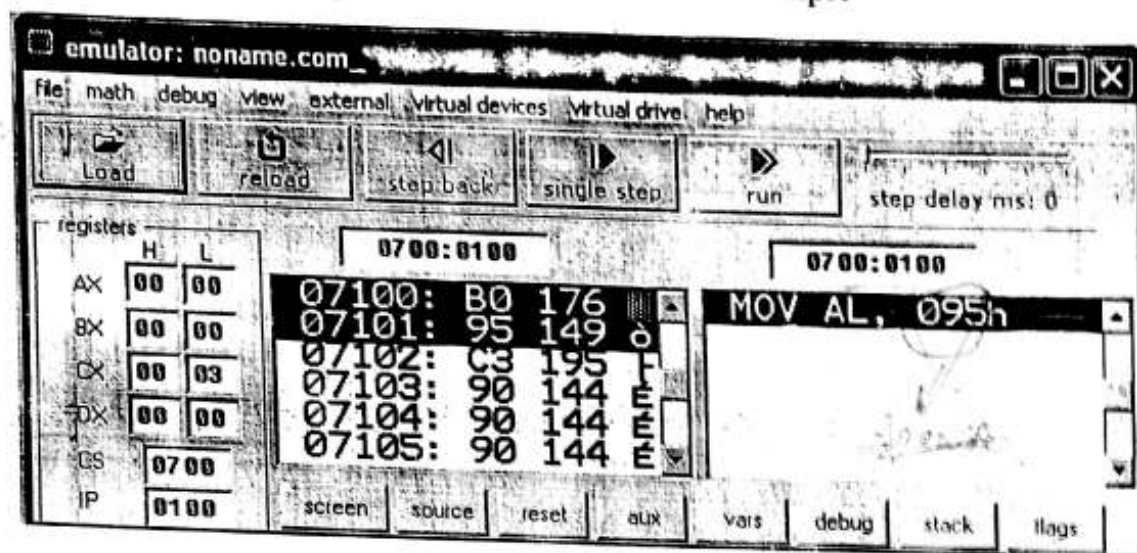 emulator: noname.com_
file math debug view external virtual devices virtual drive help
Load reload step back single step run step delay ms: 0
registers
H L
0700:0100 0700:0100
AX 00 00
BX 00 00
CX 00 03
DX 00 00
CS 0700
IP 0100
07100: B0 176 ▒
07101: 95 149 ò
07102: C3 195 ├
07103: 90 144 É
07104: 90 144 É
07105: 90 144 É
MOV AL, 095h
screen source reset aux vars debug stack flags